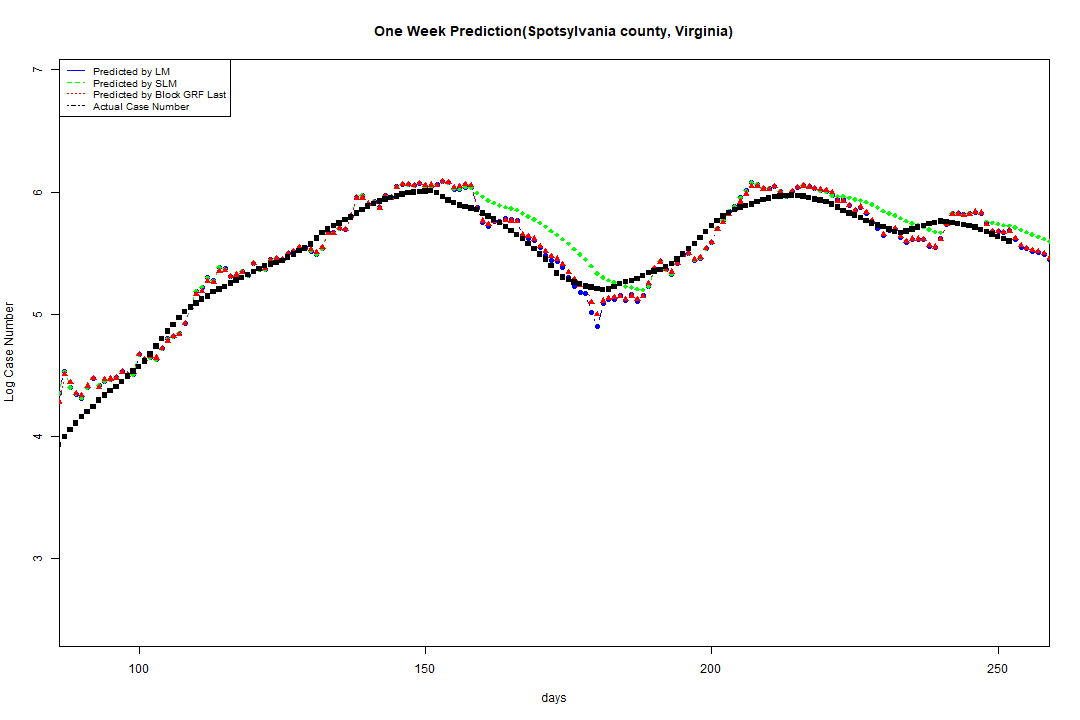 One Week Prediction(Spotsylvania county, Virginia)
Predicted by LM
Predicted by SLM
Predicted by Block GRF Last
Actual Case Number
7
6
5
4
3
Log Case Number
100 150 200 250
days